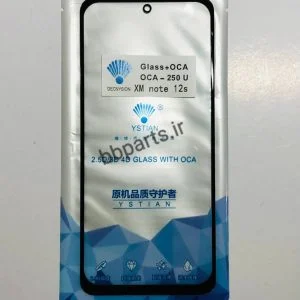 Glass+OCA
OCA - 250 U
DEONYSION
XM note 12s
YSTIAN
bbparts.ir
2.5D/3D 4D GLASS WITH OCA
原机品质守护者
YSTIAN